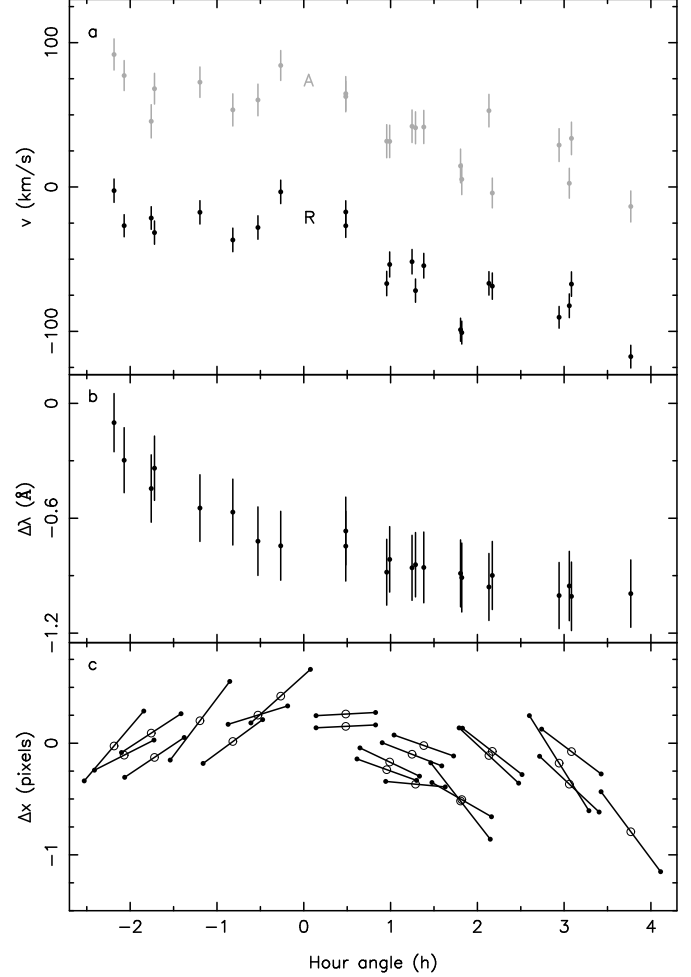 a
100
A
0
R
−100
v (km/s)
b
0
−0.6
−1.2
Δλ (Å)
c
0
−1
Δx (pixels)
−2 −1 0 1 2 3 4
Hour angle (h)